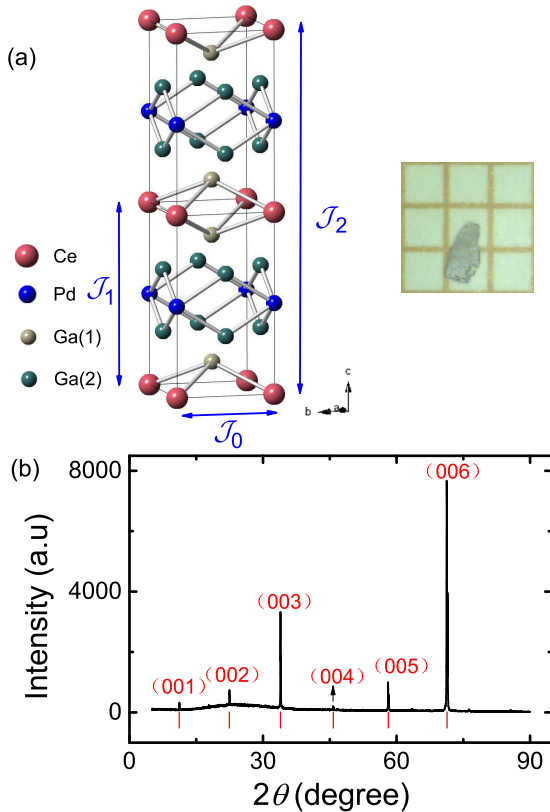 (a)
Ce
Pd
Ga(1)
Ga(2)
𝒥1
𝒥2
𝒥0
c
b
a
(b)
8000
4000
0
Intensity (a.u)
(001)
(002)
(003)
(004)
(005)
(006)
0
30
60
90
2θ (degree)